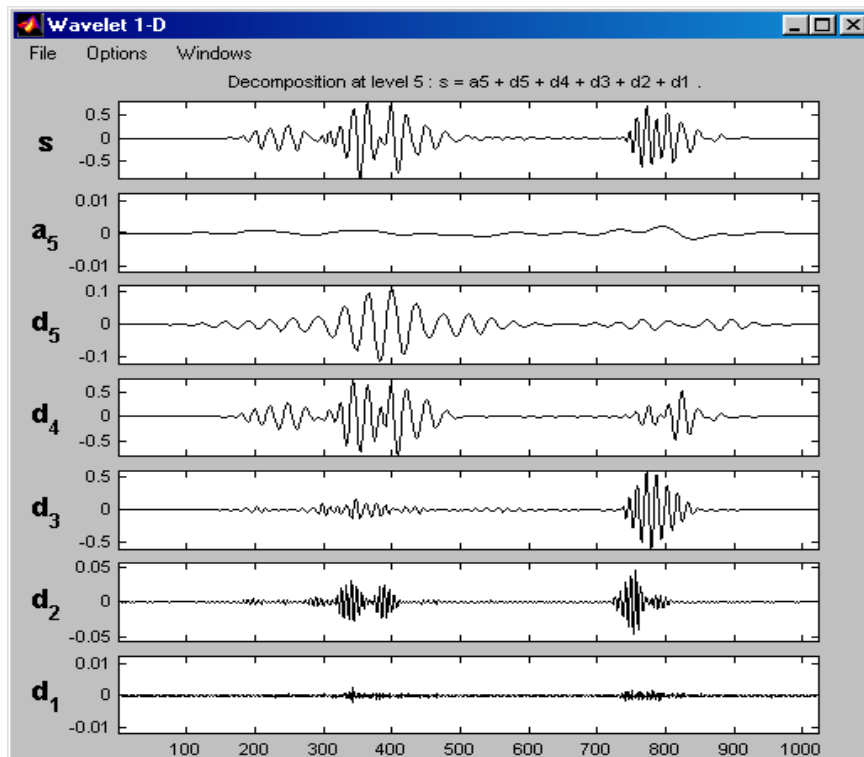 Wavelet 1-D
File Options Windows
Decomposition at level 5 : s = a5 + d5 + d4 + d3 + d2 + d1 .
s
0.5
0
-0.5
a5
0.01
0
-0.01
d5
0.1
0
-0.1
d4
0.5
0
-0.5
d3
0.5
0
-0.5
d2
0.05
0
-0.05
d1
0.01
0
-0.01
100 200 300 400 500 600 700 800 900 1000